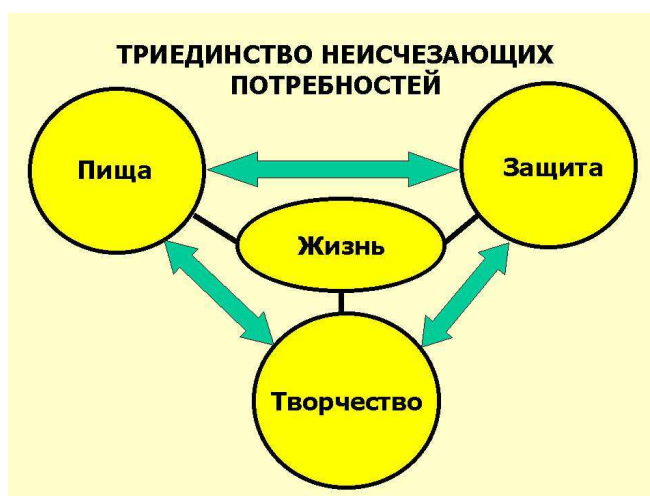 ТРИЕДИНСТВО НЕИСЧЕЗАЮЩИХ
ПОТРЕБНОСТЕЙ
Пища
Защита
Жизнь
Творчество